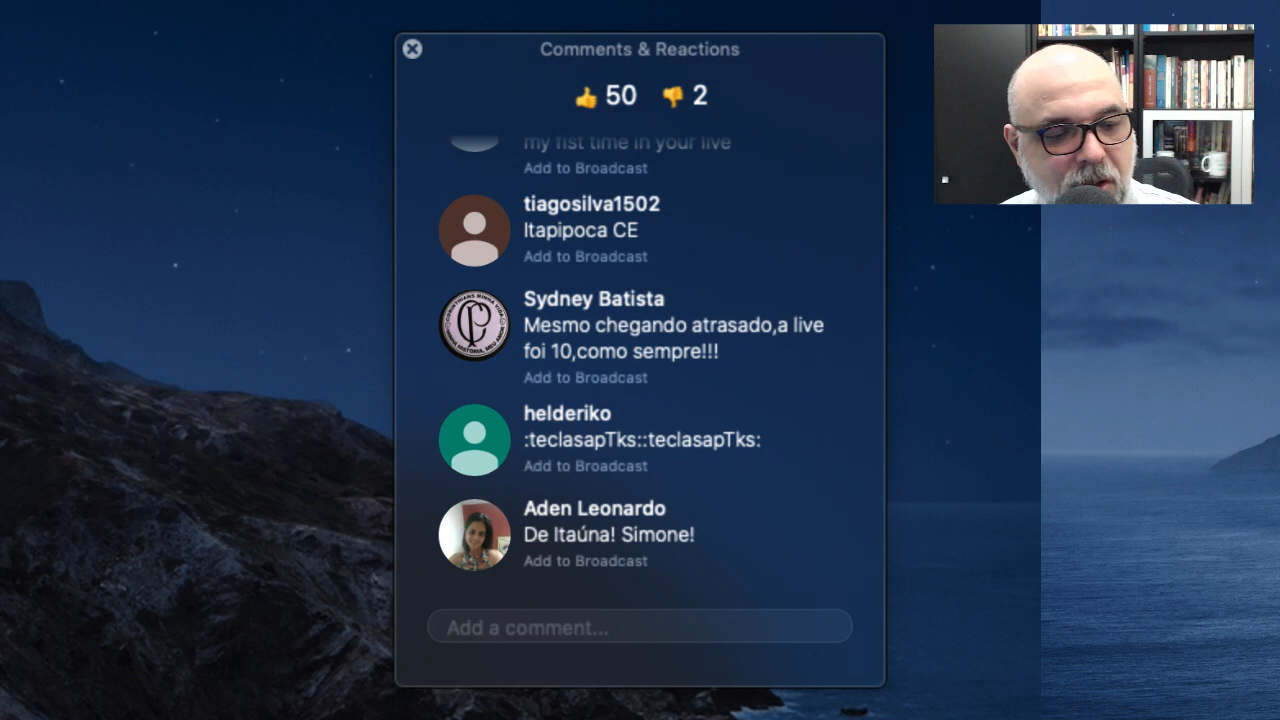 Comments & Reactions
👍 50 👎 2
my fist time in your live
Add to Broadcast
tiagosilva1502
Itapipoca CE
Add to Broadcast
Sydney Batista
Mesmo chegando atrasado,a live
foi 10,como sempre!!!
Add to Broadcast
helderiko
:teclasapTks::teclasapTks:
Add to Broadcast
Aden Leonardo
De Itaúna! Simone!
Add to Broadcast
Add a comment...